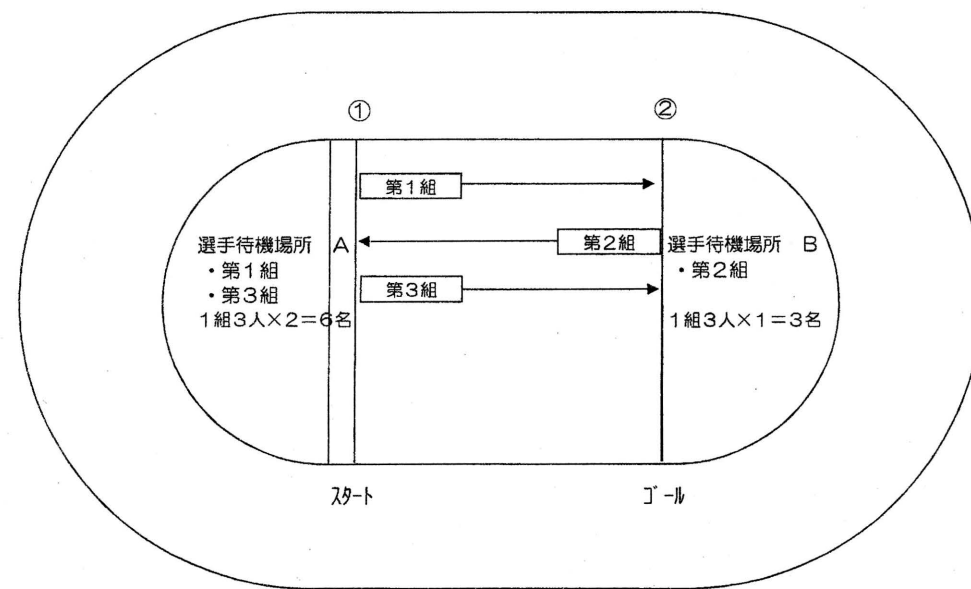 ① ②
第1組
選手待機場所 A 第2組 選手待機場所 B
・第1組 ・第2組
・第3組 第3組
1組3人×2=6名 1組3人×1=3名
スタート ゴール